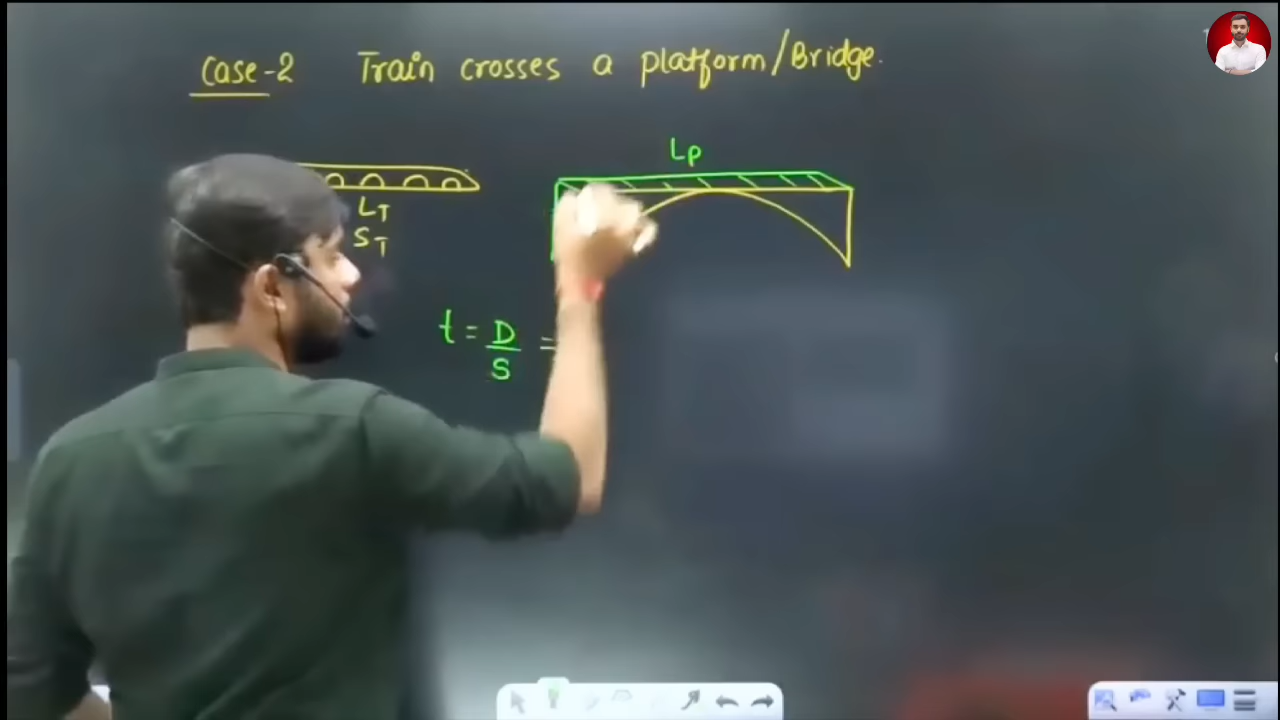 Case-2 Train crosses a platform/Bridge.
LP
LT
ST
t = D/S =